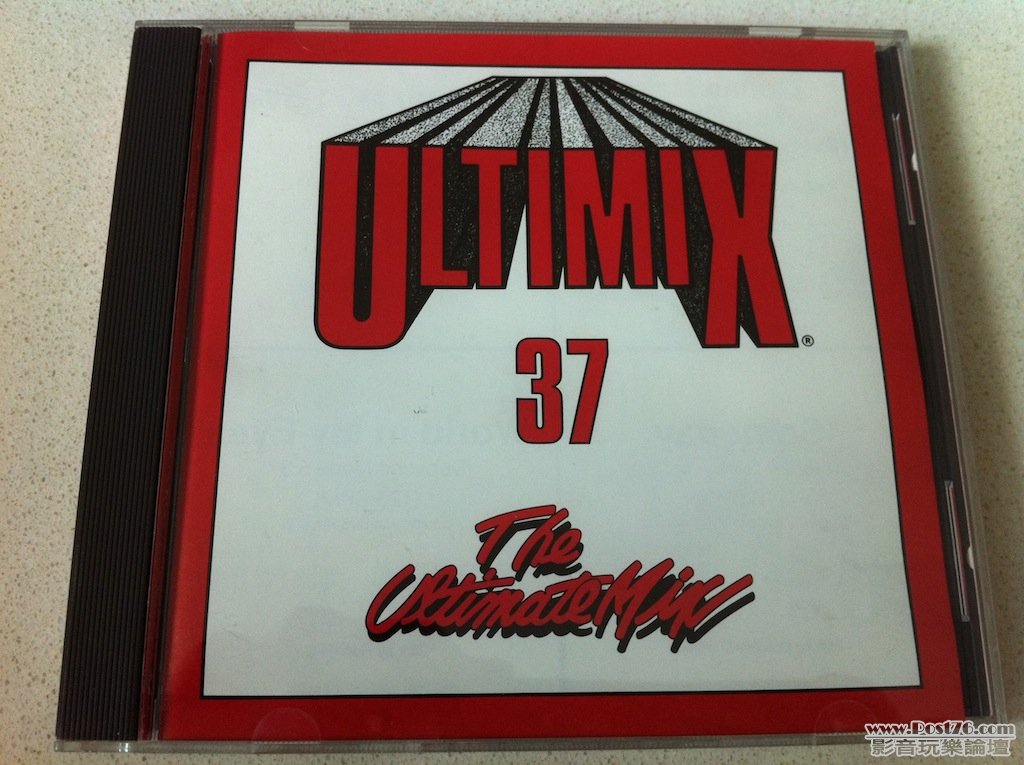 ULTIMIX®
37
The
Ultimate Mix
www.Post76.com
影音玩樂論壇